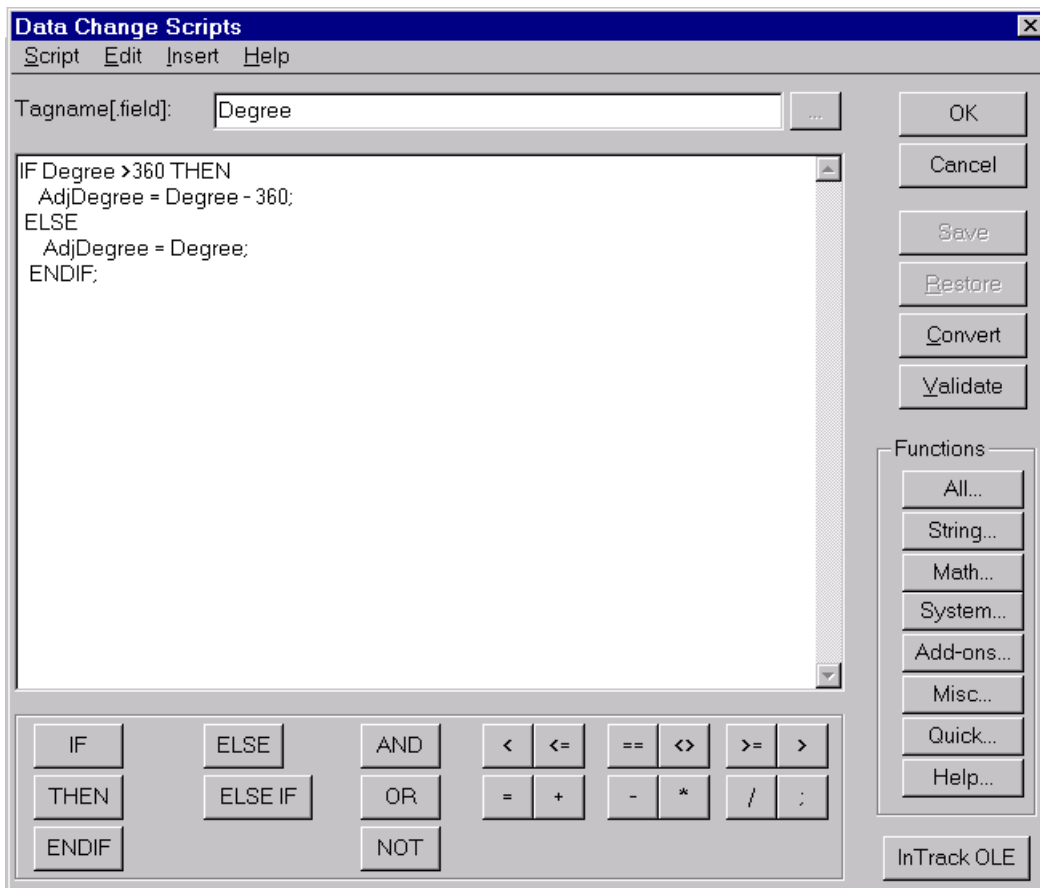 Data Change Scripts
Script Edit Insert Help
Tagname[.field]: Degree ...
IF Degree >360 THEN
AdjDegree = Degree - 360;
ELSE
AdjDegree = Degree;
ENDIF;
OK
Cancel
Save
Restore
Convert
Validate
Functions
All...
String...
Math...
System...
Add-ons...
Misc...
Quick...
Help...
InTrack OLE
IF ELSE AND < <= == <> >= >
THEN ELSE IF OR = + - * / ;
ENDIF NOT